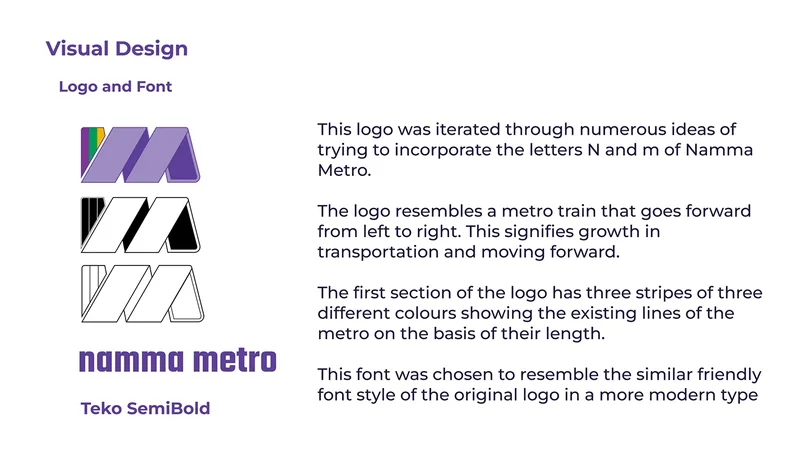 Visual Design
Logo and Font
This logo was iterated through numerous ideas of
trying to incorporate the letters N and m of Namma
Metro.
The logo resembles a metro train that goes forward
from left to right. This signifies growth in
transportation and moving forward.
The first section of the logo has three stripes of three
different colours showing the existing lines of the
metro on the basis of their length.
This font was chosen to resemble the similar friendly
font style of the original logo in a more modern type
namma metro
Teko SemiBold